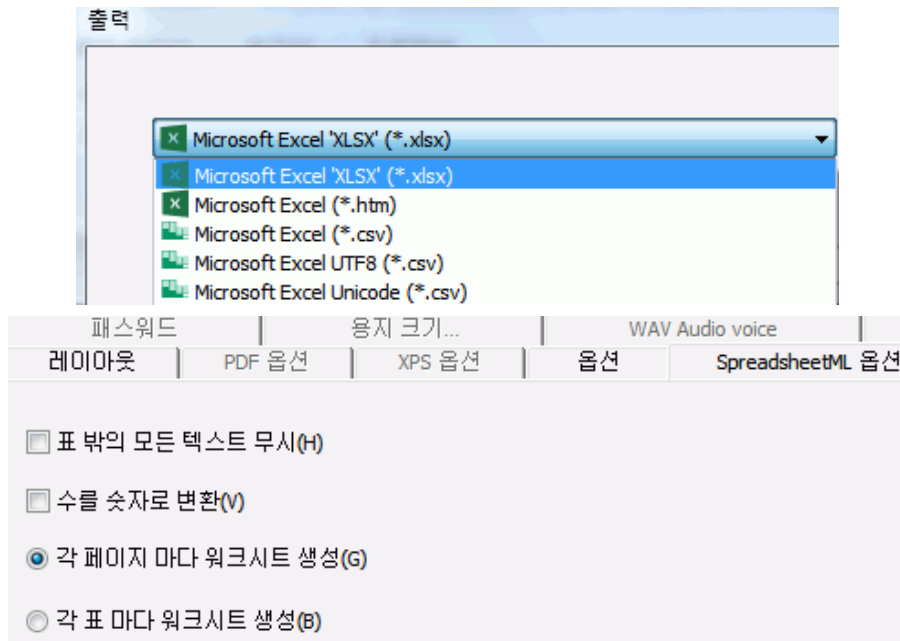 출력
Microsoft Excel 'XLSX' (*.xlsx)
Microsoft Excel 'XLSX' (*.xlsx)
Microsoft Excel (*.htm)
Microsoft Excel (*.csv)
Microsoft Excel UTF8 (*.csv)
Microsoft Excel Unicode (*.csv)
패스워드 용지 크기... WAV Audio voice
레이아웃 PDF 옵션 XPS 옵션 옵션 SpreadsheetML 옵션
표 밖의 모든 텍스트 무시(H)
수를 숫자로 변환(V)
각 페이지 마다 워크시트 생성(G)
각 표 마다 워크시트 생성(B)